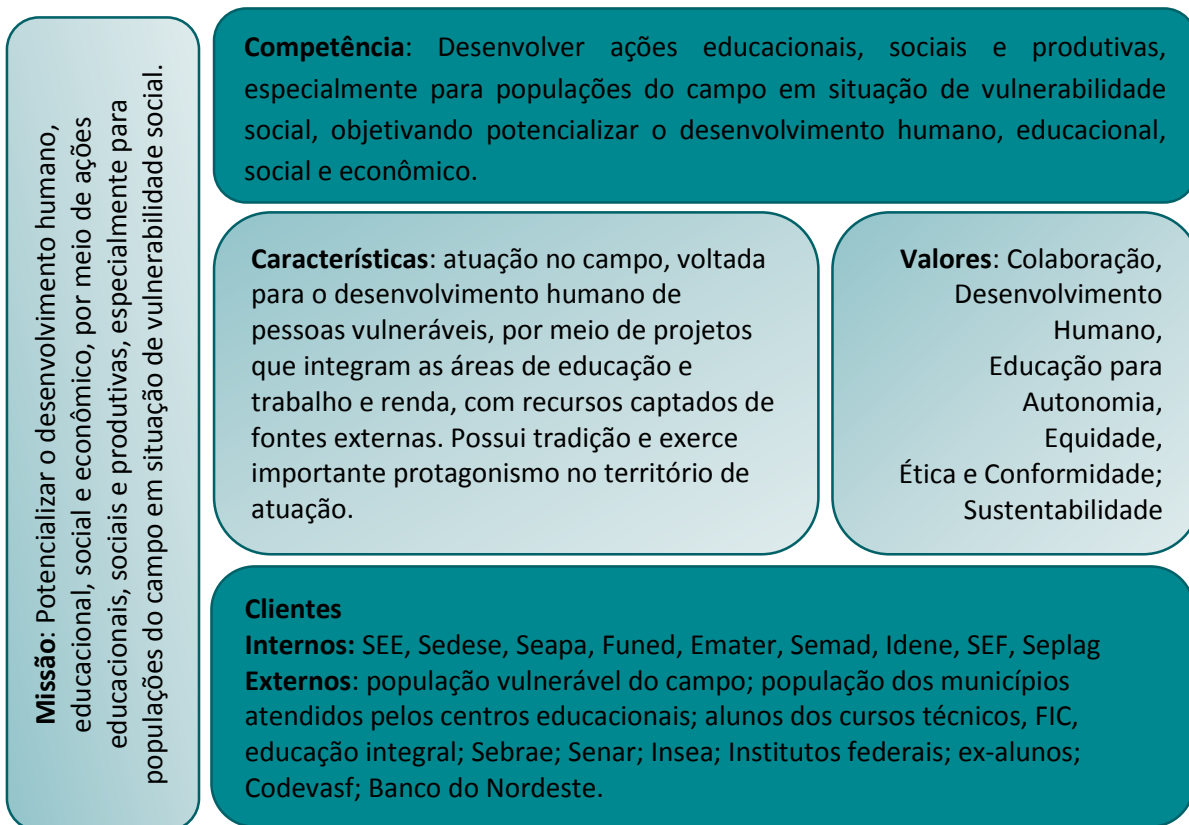 Missão: Potencializar o desenvolvimento humano,
educacional, social e econômico, por meio de ações
educacionais, sociais e produtivas, especialmente para
populações do campo em situação de vulnerabilidade social.
Competência: Desenvolver ações educacionais, sociais e produtivas,
especialmente para populações do campo em situação de vulnerabilidade
social, objetivando potencializar o desenvolvimento humano, educacional,
social e econômico.
Características: atuação no campo, voltada
para o desenvolvimento humano de
pessoas vulneráveis, por meio de projetos
que integram as áreas de educação e
trabalho e renda, com recursos captados de
fontes externas. Possui tradição e exerce
importante protagonismo no território de
atuação.
Valores: Colaboração,
Desenvolvimento
Humano,
Educação para
Autonomia,
Equidade,
Ética e Conformidade;
Sustentabilidade
Clientes
Internos: SEE, Sedese, Seapa, Funed, Emater, Semad, Idene, SEF, Seplag
Externos: população vulnerável do campo; população dos municípios
atendidos pelos centros educacionais; alunos dos cursos técnicos, FIC,
educação integral; Sebrae; Senar; Insea; Institutos federais; ex-alunos;
Codevasf; Banco do Nordeste.